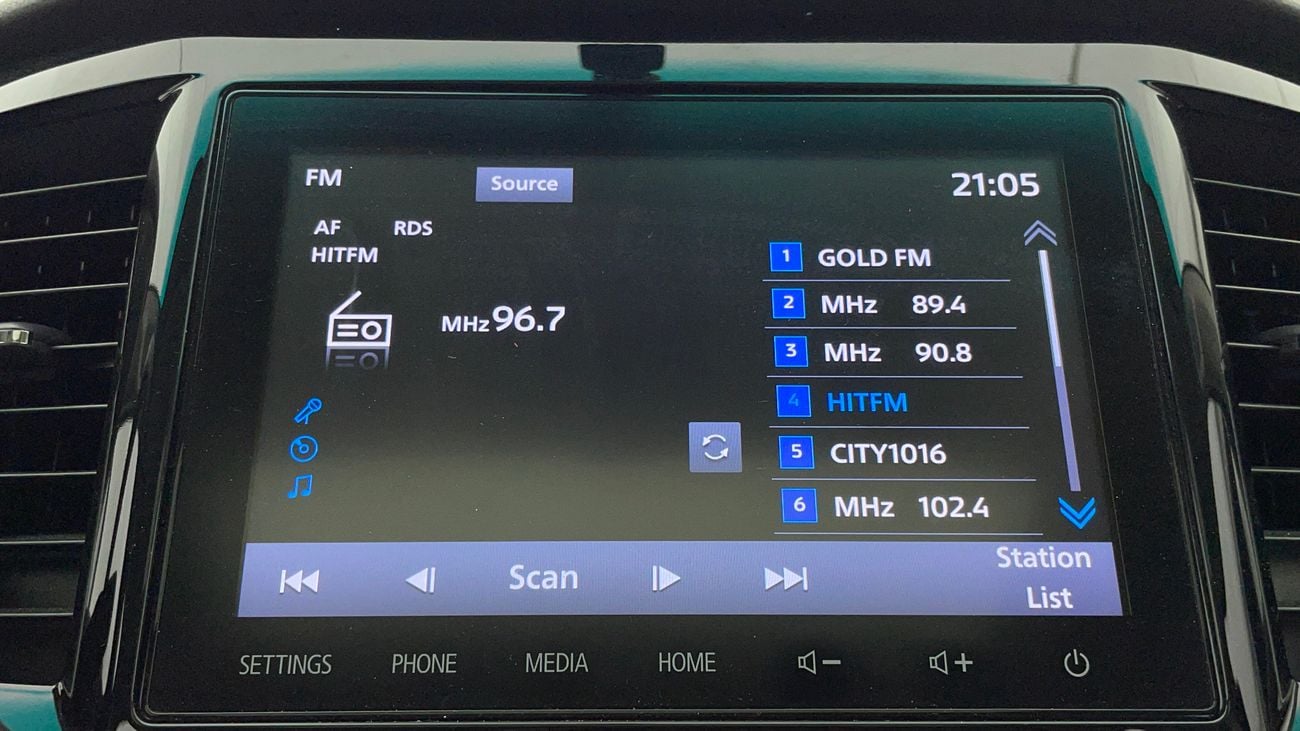 FM
Source
21:05
AF RDS
HITFM
MHz 96.7
1 GOLD FM
2 MHz 89.4
3 MHz 90.8
4 HITFM
5 CITY1016
6 MHz 102.4
Scan
Station
List
SETTINGS PHONE MEDIA HOME